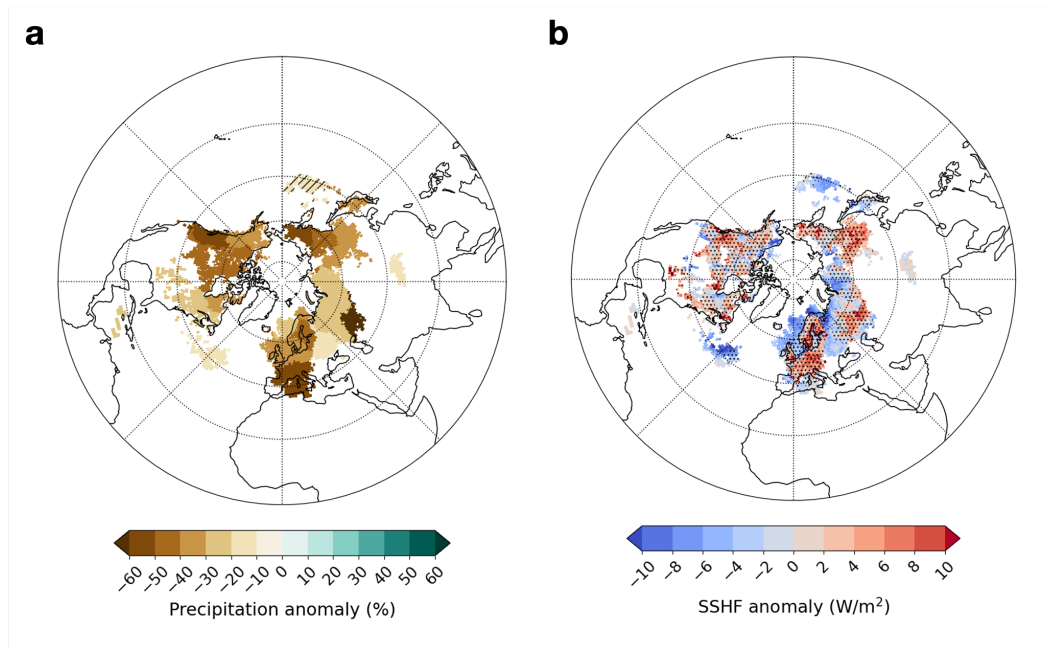 a
b
−60 −50 −40 −30 −20 −10 0 10 20 30 40 50 60
Precipitation anomaly (%)
−10 −8 −6 −4 −2 0 2 4 6 8 10
SSHF anomaly (W/m²)